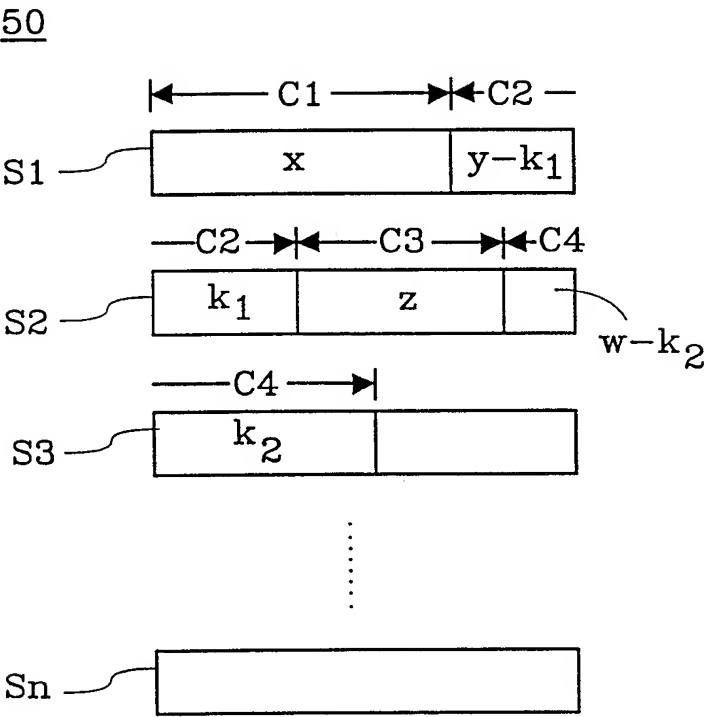 50
C1 C2
S1 x y-k₁
C2 C3 C4
S2 k₁ z
w-k₂
C4
S3 k₂
Sn